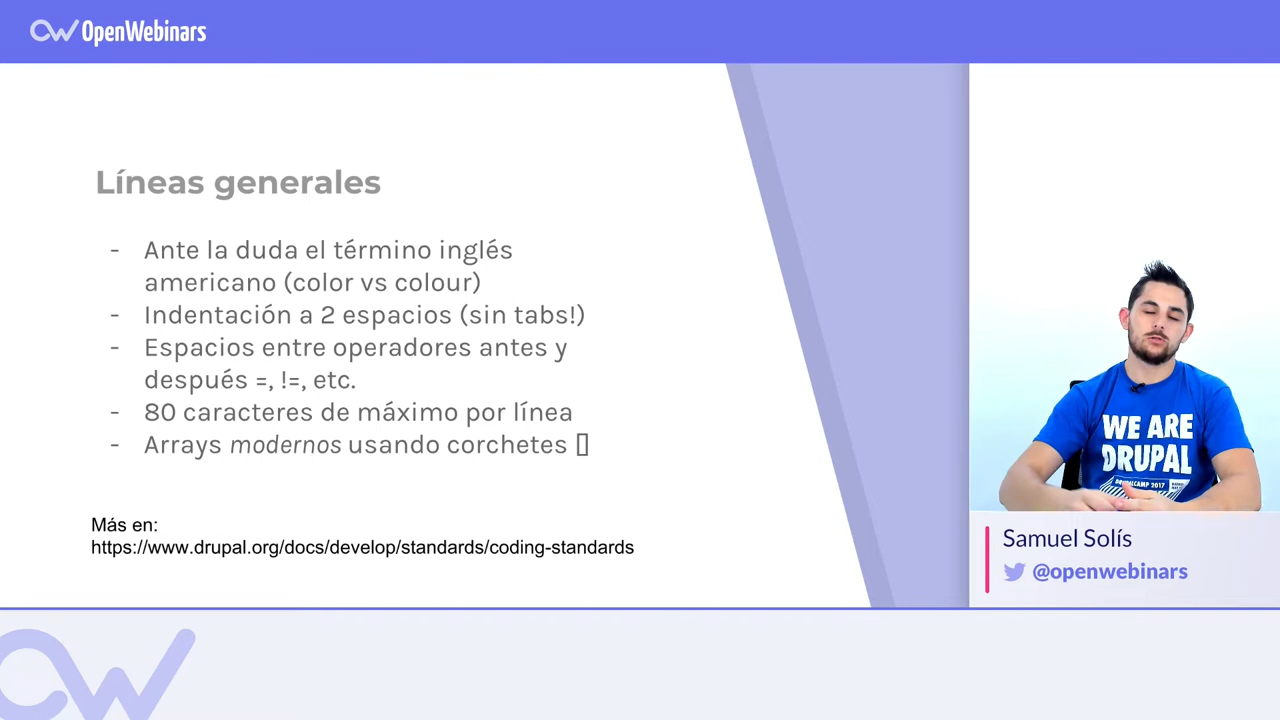 OpenWebinars
Líneas generales
- Ante la duda el término inglés
americano (color vs colour)
- Indentación a 2 espacios (sin tabs!)
- Espacios entre operadores antes y
después =, !=, etc.
- 80 caracteres de máximo por línea
- Arrays modernos usando corchetes []
Más en:
https://www.drupal.org/docs/develop/standards/coding-standards
WE ARE
DRUPAL
DRUPALCAMP 2017
Samuel Solís
@openwebinars